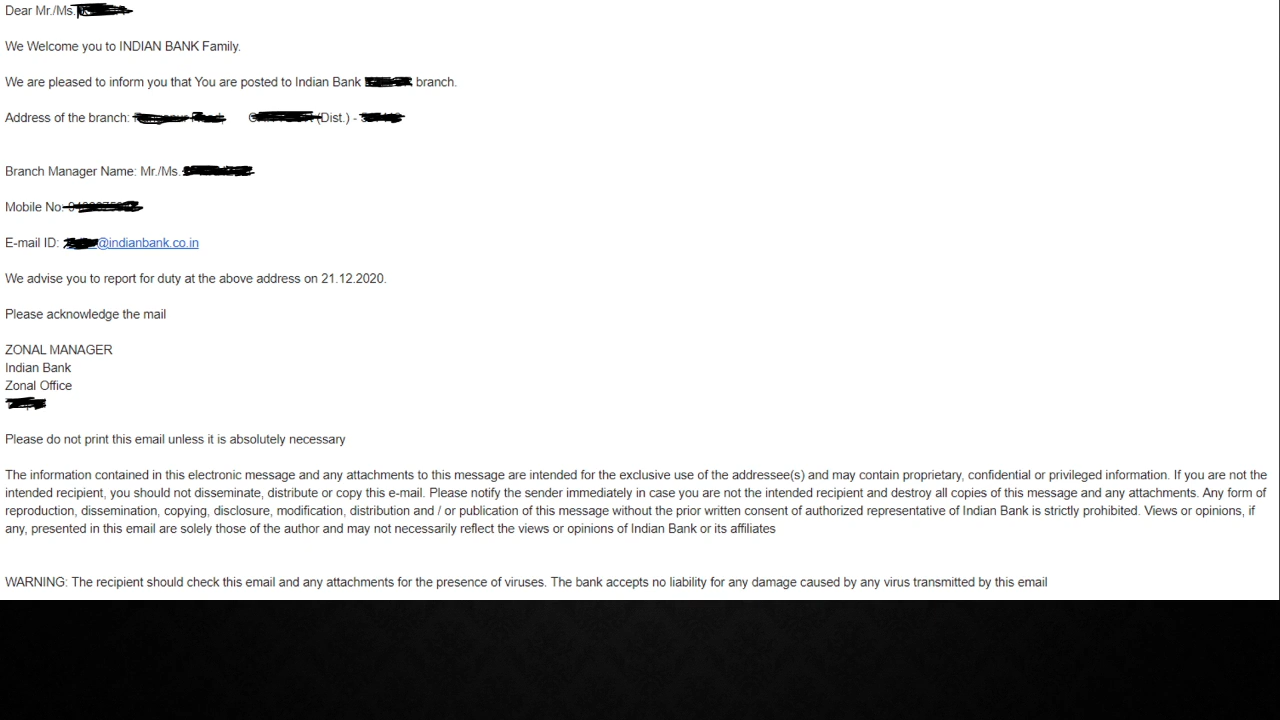 Dear Mr./Ms.
We Welcome you to INDIAN BANK Family.
We are pleased to inform you that You are posted to Indian Bank branch.
Address of the branch: (Dist.) -
Branch Manager Name: Mr./Ms.
Mobile No:
E-mail ID: @indianbank.co.in
We advise you to report for duty at the above address on 21.12.2020.
Please acknowledge the mail
ZONAL MANAGER
Indian Bank
Zonal Office
Please do not print this email unless it is absolutely necessary
The information contained in this electronic message and any attachments to this message are intended for the exclusive use of the addressee(s) and may contain proprietary, confidential or privileged information. If you are not the
intended recipient, you should not disseminate, distribute or copy this e-mail. Please notify the sender immediately in case you are not the intended recipient and destroy all copies of this message and any attachments. Any form of
reproduction, dissemination, copying, disclosure, modification, distribution and / or publication of this message without the prior written consent of authorized representative of Indian Bank is strictly prohibited. Views or opinions, if
any, presented in this email are solely those of the author and may not necessarily reflect the views or opinions of Indian Bank or its affiliates
WARNING: The recipient should check this email and any attachments for the presence of viruses. The bank accepts no liability for any damage caused by any virus transmitted by this email